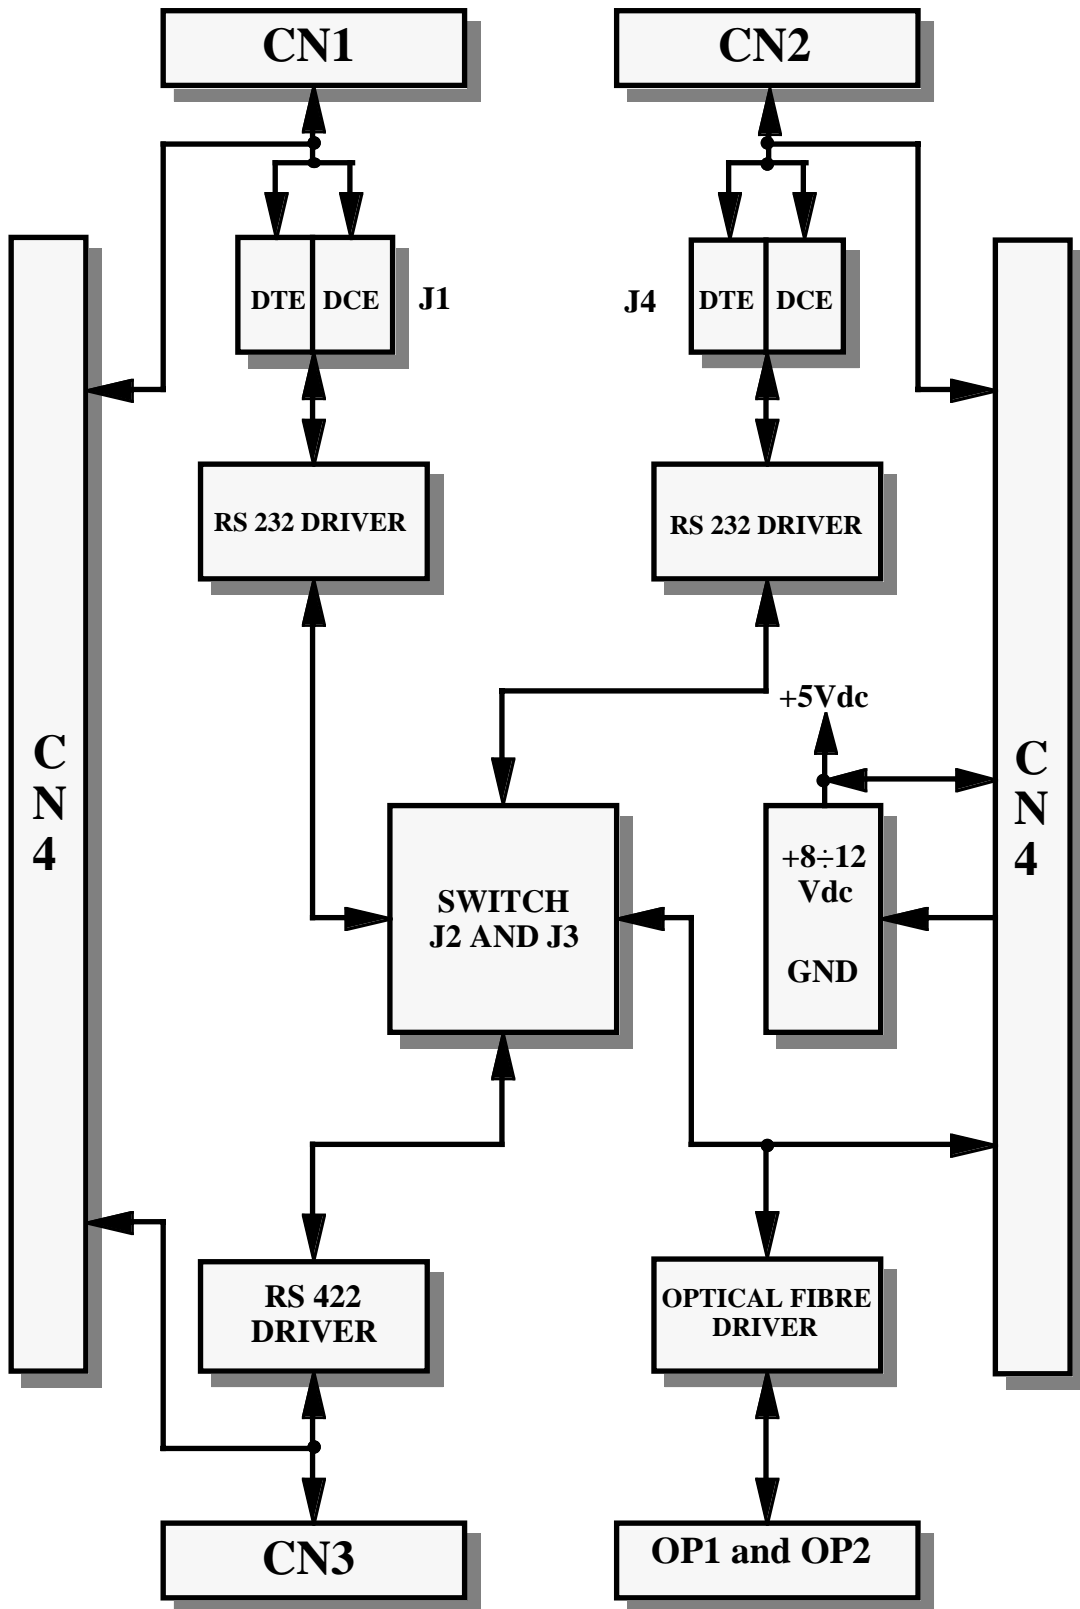 CN1
CN2
DTE
DCE
J1
J4
DTE
DCE
RS 232 DRIVER
RS 232 DRIVER
+5Vdc
C
N
4
C
N
4
+8÷12
Vdc
GND
SWITCH
J2 AND J3
RS 422
DRIVER
OPTICAL FIBRE
DRIVER
CN3
OP1 and OP2